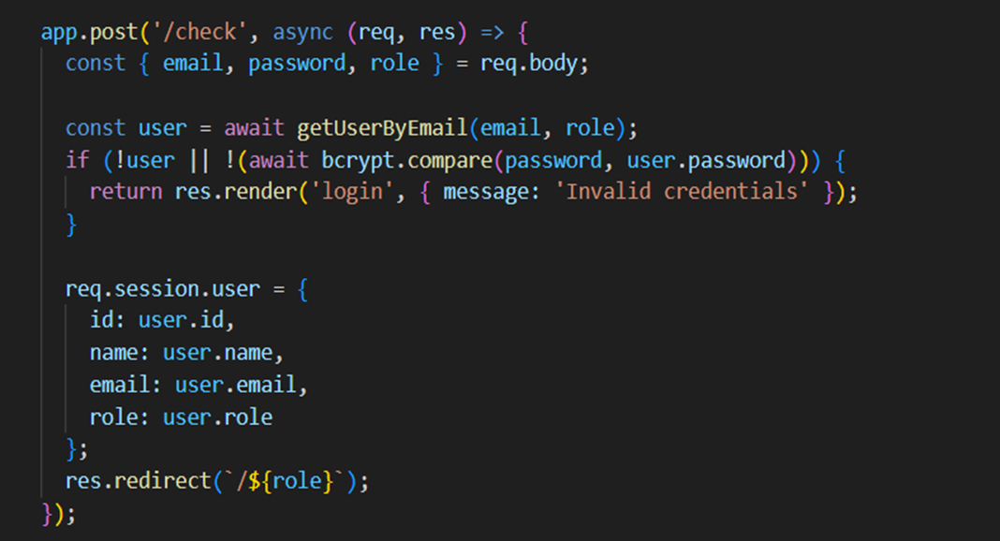 app.post('/check', async (req, res) => {
const { email, password, role } = req.body;
const user = await getUserByEmail(email, role);
if (!user || !(await bcrypt.compare(password, user.password))) {
return res.render('login', { message: 'Invalid credentials' });
}
req.session.user = {
id: user.id,
name: user.name,
email: user.email,
role: user.role
};
res.redirect(`/${role}`);
});